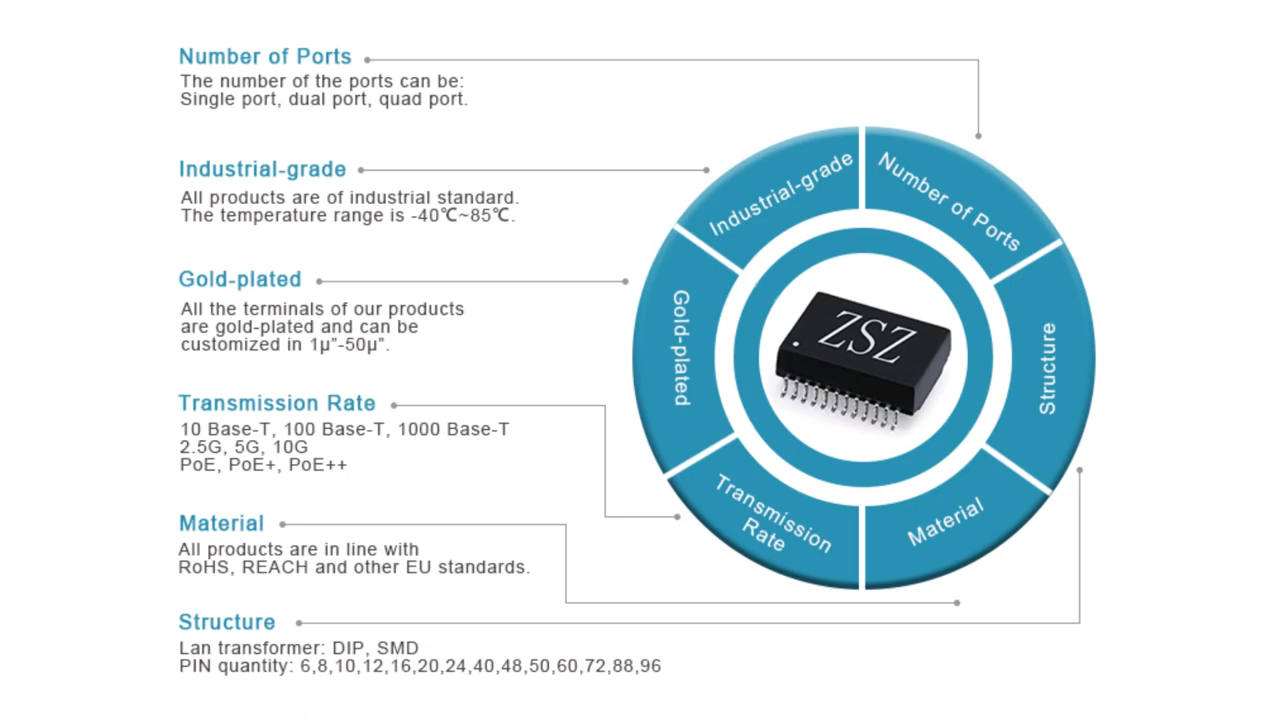 Number of Ports
The number of the ports can be:
Single port, dual port, quad port.
Industrial-grade
All products are of industrial standard.
The temperature range is -40℃~85℃.
Gold-plated
All the terminals of our products
are gold-plated and can be
customized in 1μ"-50μ".
Transmission Rate
10 Base-T, 100 Base-T, 1000 Base-T
2.5G, 5G, 10G
PoE, PoE+, PoE++
Material
All products are in line with
RoHS, REACH and other EU standards.
Structure
Lan transformer: DIP, SMD
PIN quantity: 6,8,10,12,16,20,24,40,48,50,60,72,88,96
Industrial-grade
Number of Ports
Gold-plated
ZSZ
Structure
Transmission
Rate
Material